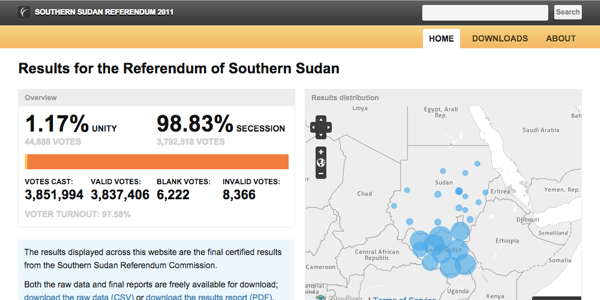 SOUTHERN SUDAN REFERENDUM 2011
Search
HOME
DOWNLOADS
ABOUT
Results for the Referendum of Southern Sudan
Overview
1.17% UNITY
44,888 VOTES
98.83% SECESSION
3,792,518 VOTES
VOTES CAST:
3,851,994
VALID VOTES:
3,837,406
BLANK VOTES:
6,222
INVALID VOTES:
8,366
VOTER TURNOUT: 97.58%
The results displayed across this website are the final certified results
from the Southern Sudan Referendum Commission.
Both the raw data and final reports are freely available for download;
download the raw data (CSV) or download the results report (PDF).
Results distribution
Libya
Egypt, Arab
Rep.
Saudi Arabia
Chad
Sudan
Eritrea
Yemen, Rep.
Djibouti
Somaliland
Ethiopia
Central African
Republic
Cameroon
Uganda
Kenya
Somalia
Terms of Service